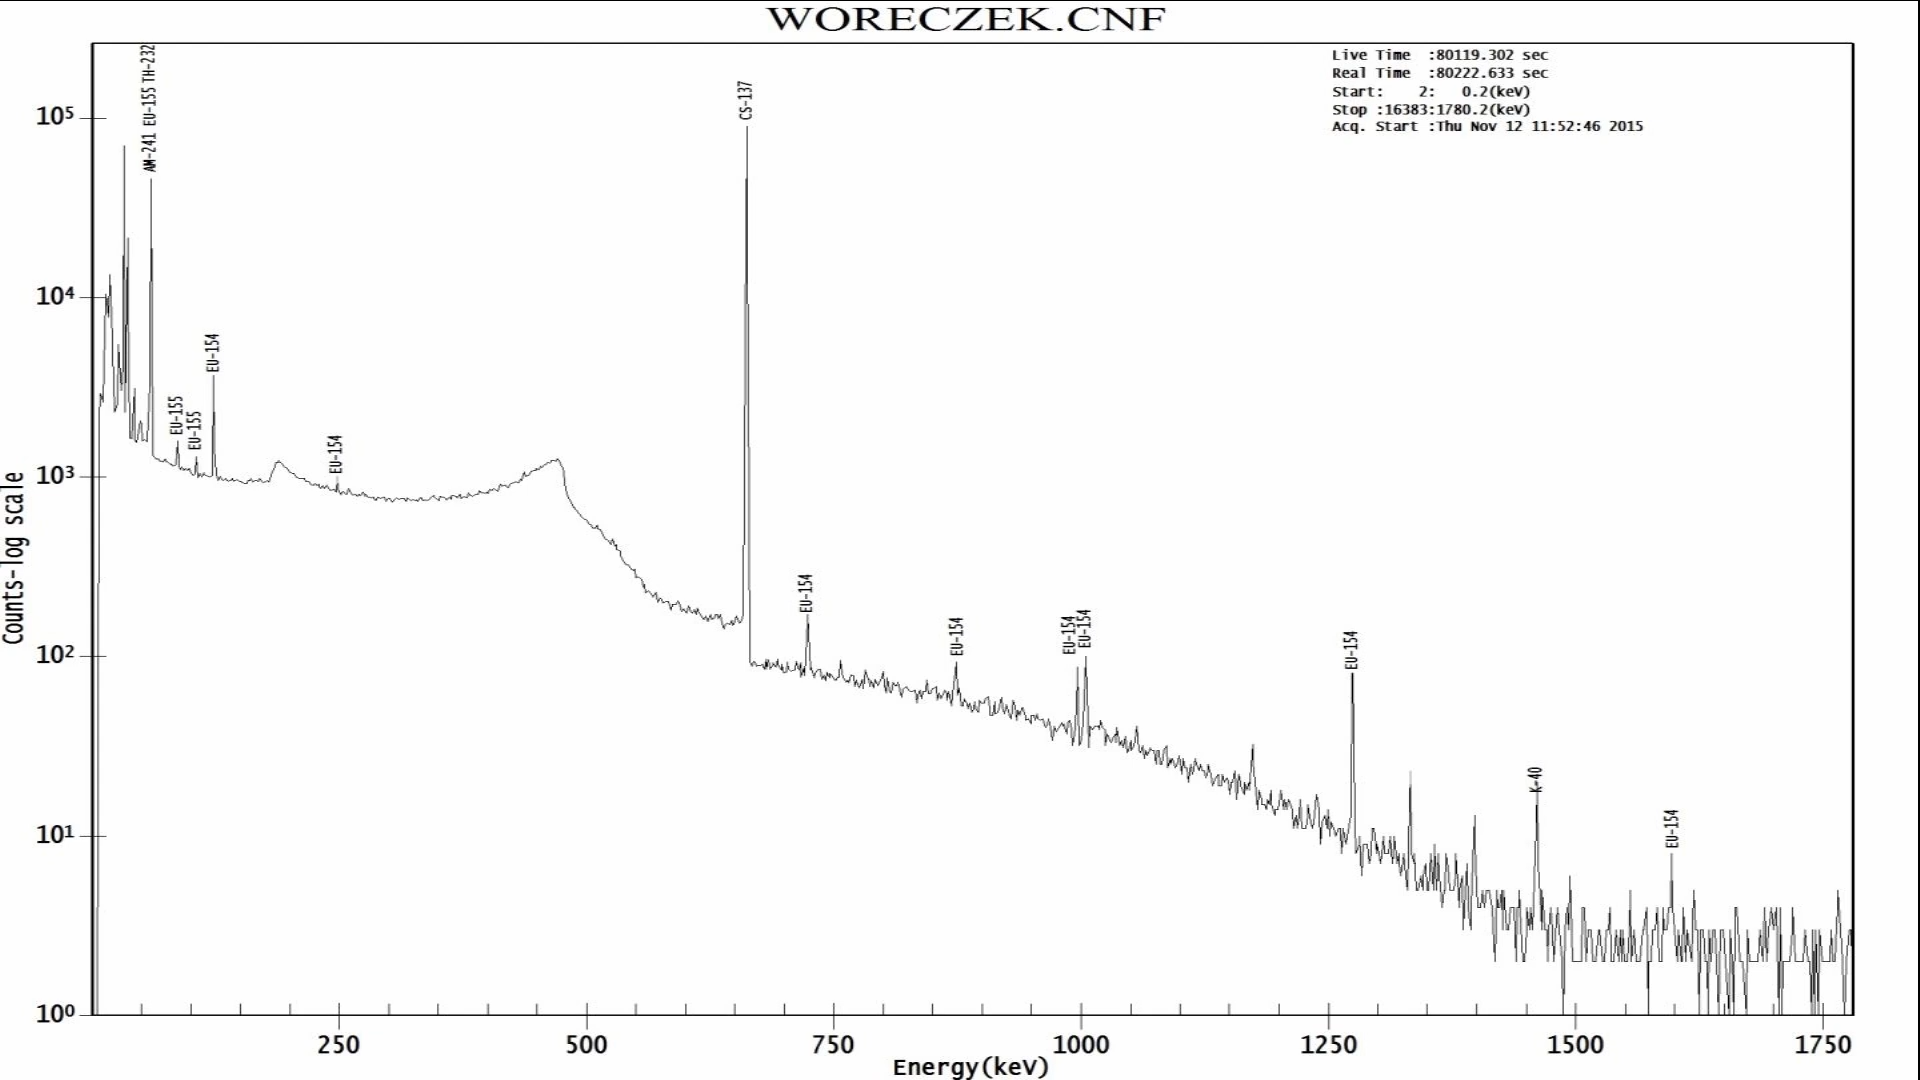 WORECZEK.CNF
Live Time :80119.302 sec
Real Time :80222.633 sec
Start: 2: 0.2(keV)
Stop :16383:1780.2(keV)
Acq. Start :Thu Nov 12 11:52:46 2015
Counts-log scale
10⁵
10⁴
10³
10²
10¹
10⁰
AM-241 EU-155 TH-232
EU-155
EU-155
EU-154
EU-154
CS-137
EU-154
EU-154
EU-154
EU-154
EU-154
K-40
EU-154
250 500 750 1000 1250 1500 1750
Energy(keV)